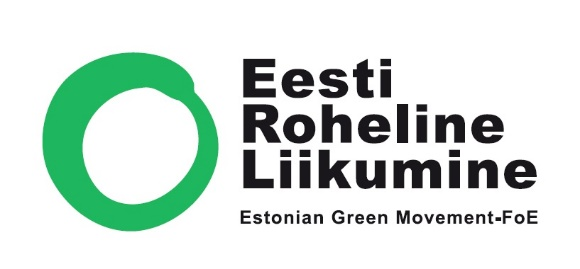 Eesti
Roheline
Liikumine
Estonian Green Movement-FoE